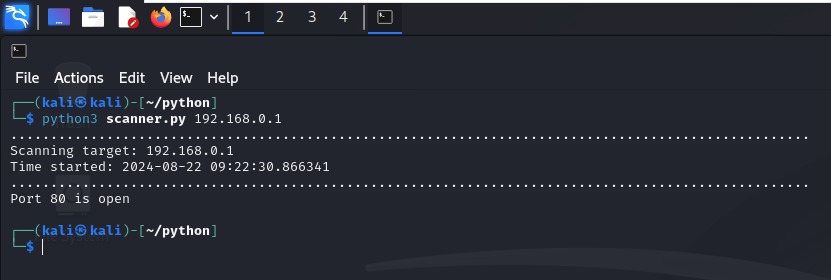 1 2 3 4
File Actions Edit View Help
┌──(kali㉿kali)-[~/python]
└─$ python3 scanner.py 192.168.0.1
....................................................................................................
Scanning target: 192.168.0.1
Time started: 2024-08-22 09:22:30.866341
....................................................................................................
Port 80 is open
┌──(kali㉿kali)-[~/python]
└─$